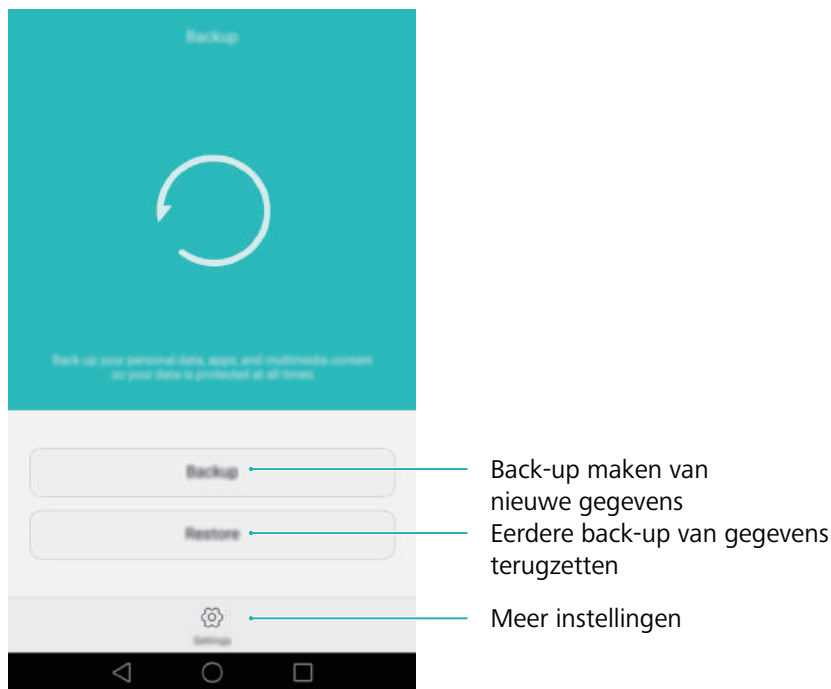 Backup
Back up your personal data, apps, and multimedia content
so your data is protected at all times
Backup
Back-up maken van
nieuwe gegevens
Restore
Eerdere back-up van gegevens
terugzetten
Settings
Meer instellingen